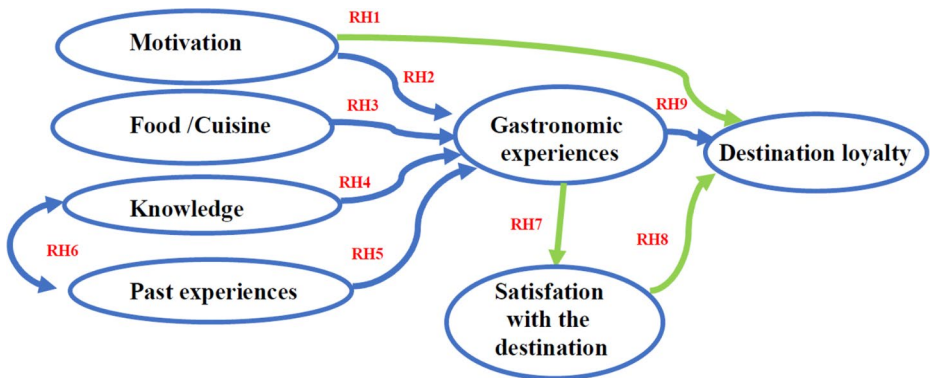 RH1
Motivation
RH2
RH3
Food /Cuisine
Gastronomic
experiences
RH9
Destination loyalty
RH4
Knowledge
RH6
RH5
Past experiences
RH7
RH8
Satisfation
with the
destination